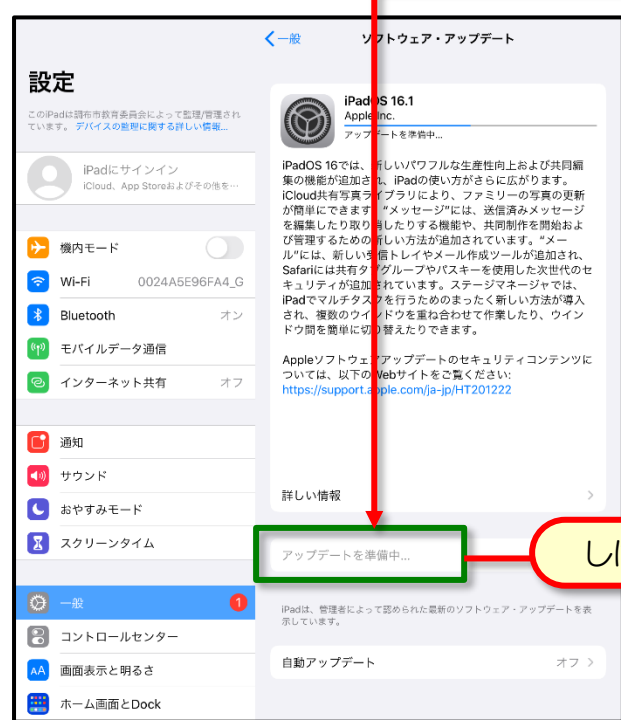 設定
このiPadは調布市教育委員会によって監理/管理され
ています。デバイスの監理に関する詳しい情報...
iPadにサインイン
iCloud、App Storeおよびその他を…
機内モード
Wi-Fi 0024A5E96FA4_G
Bluetooth オン
モバイルデータ通信
インターネット共有 オフ
通知
サウンド
おやすみモード
スクリーンタイム
一般 1
コントロールセンター
AA 画面表示と明るさ
ホーム画面とDock
一般 ソフトウェア・アップデート
iPadOS 16.1
Apple Inc.
アップデートを準備中...
iPadOS 16では、新しいパワフルな生産性向上および共同編
集の機能が追加され、iPadの使い方がさらに広がります。
iCloud共有写真ライブラリにより、ファミリーの写真の更新
が簡単にできます。“メッセージ”には、送信済みメッセージ
を編集したり取り消したりする機能や、共同制作を開始およ
び管理するための新しい方法が追加されています。“メー
ル”には、新しい受信トレイやメール作成ツールが追加され、
Safariには共有タブグループやパスキーを使用した次世代のセ
キュリティが追加されています。ステージマネージャでは、
iPadでマルチタスクを行うためのまったく新しい方法が導入
され、複数のウインドウを重ね合わせて作業したり、ウイン
ドウ間を簡単に切り替えたりできます。
Appleソフトウェアアップデートのセキュリティコンテンツに
ついては、以下のWebサイトをご覧ください:
https://support.apple.com/ja-jp/HT201222
詳しい情報
アップデートを準備中...
iPadは、管理者によって認められた最新のソフトウェア・アップデートを表
示しています。
自動アップデート オフ